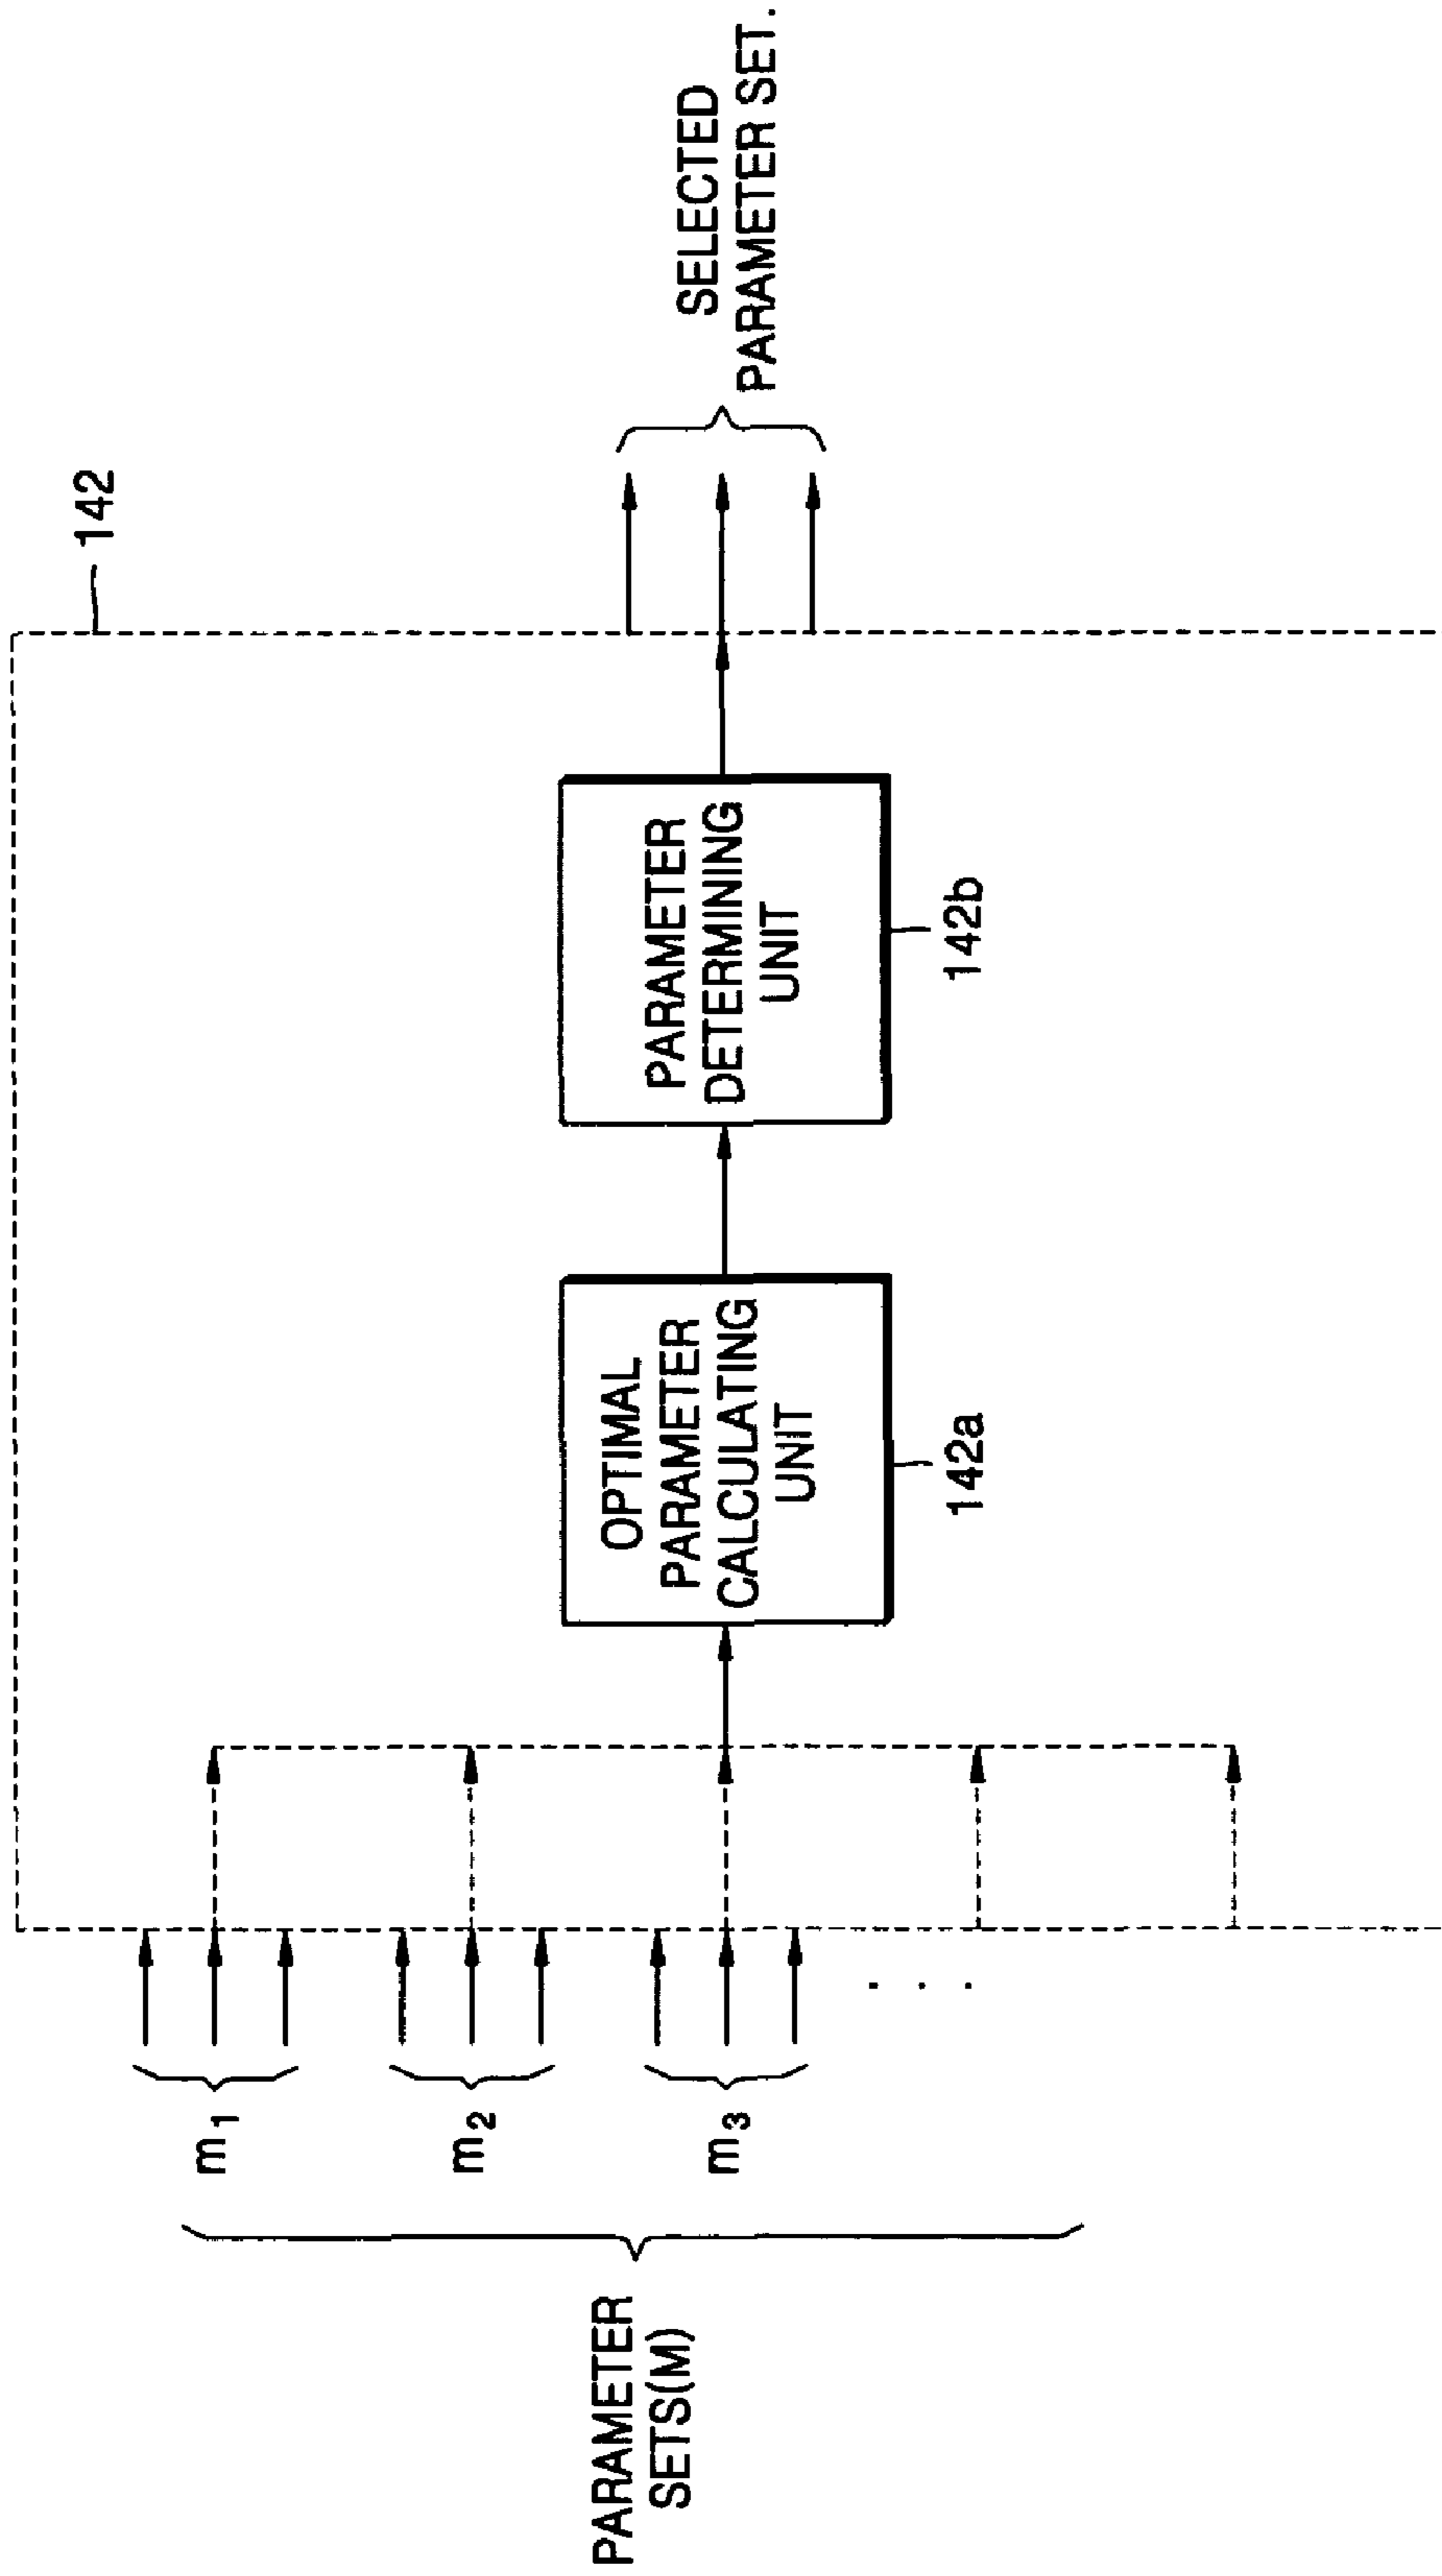 PARAMETER
SETS(M)
m1
m2
m3
. . .
OPTIMAL
PARAMETER
CALCULATING
UNIT
142a
PARAMETER
DETERMINING
UNIT
142b
142
SELECTED
PARAMETER SET.